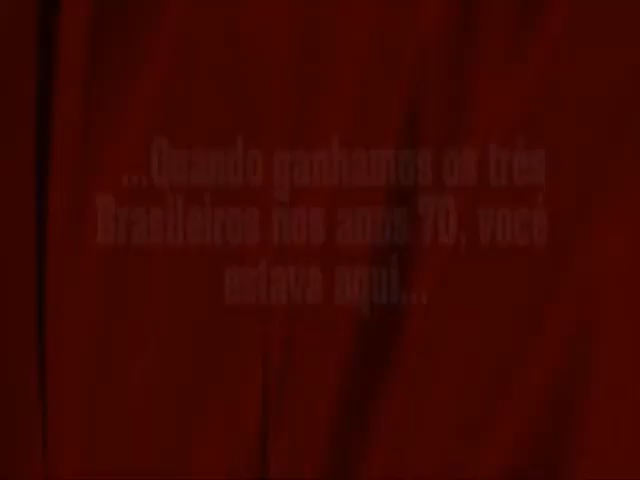 ...Quando ganhamos os três
Brasileiros nos anos 70, você
estava aqui...